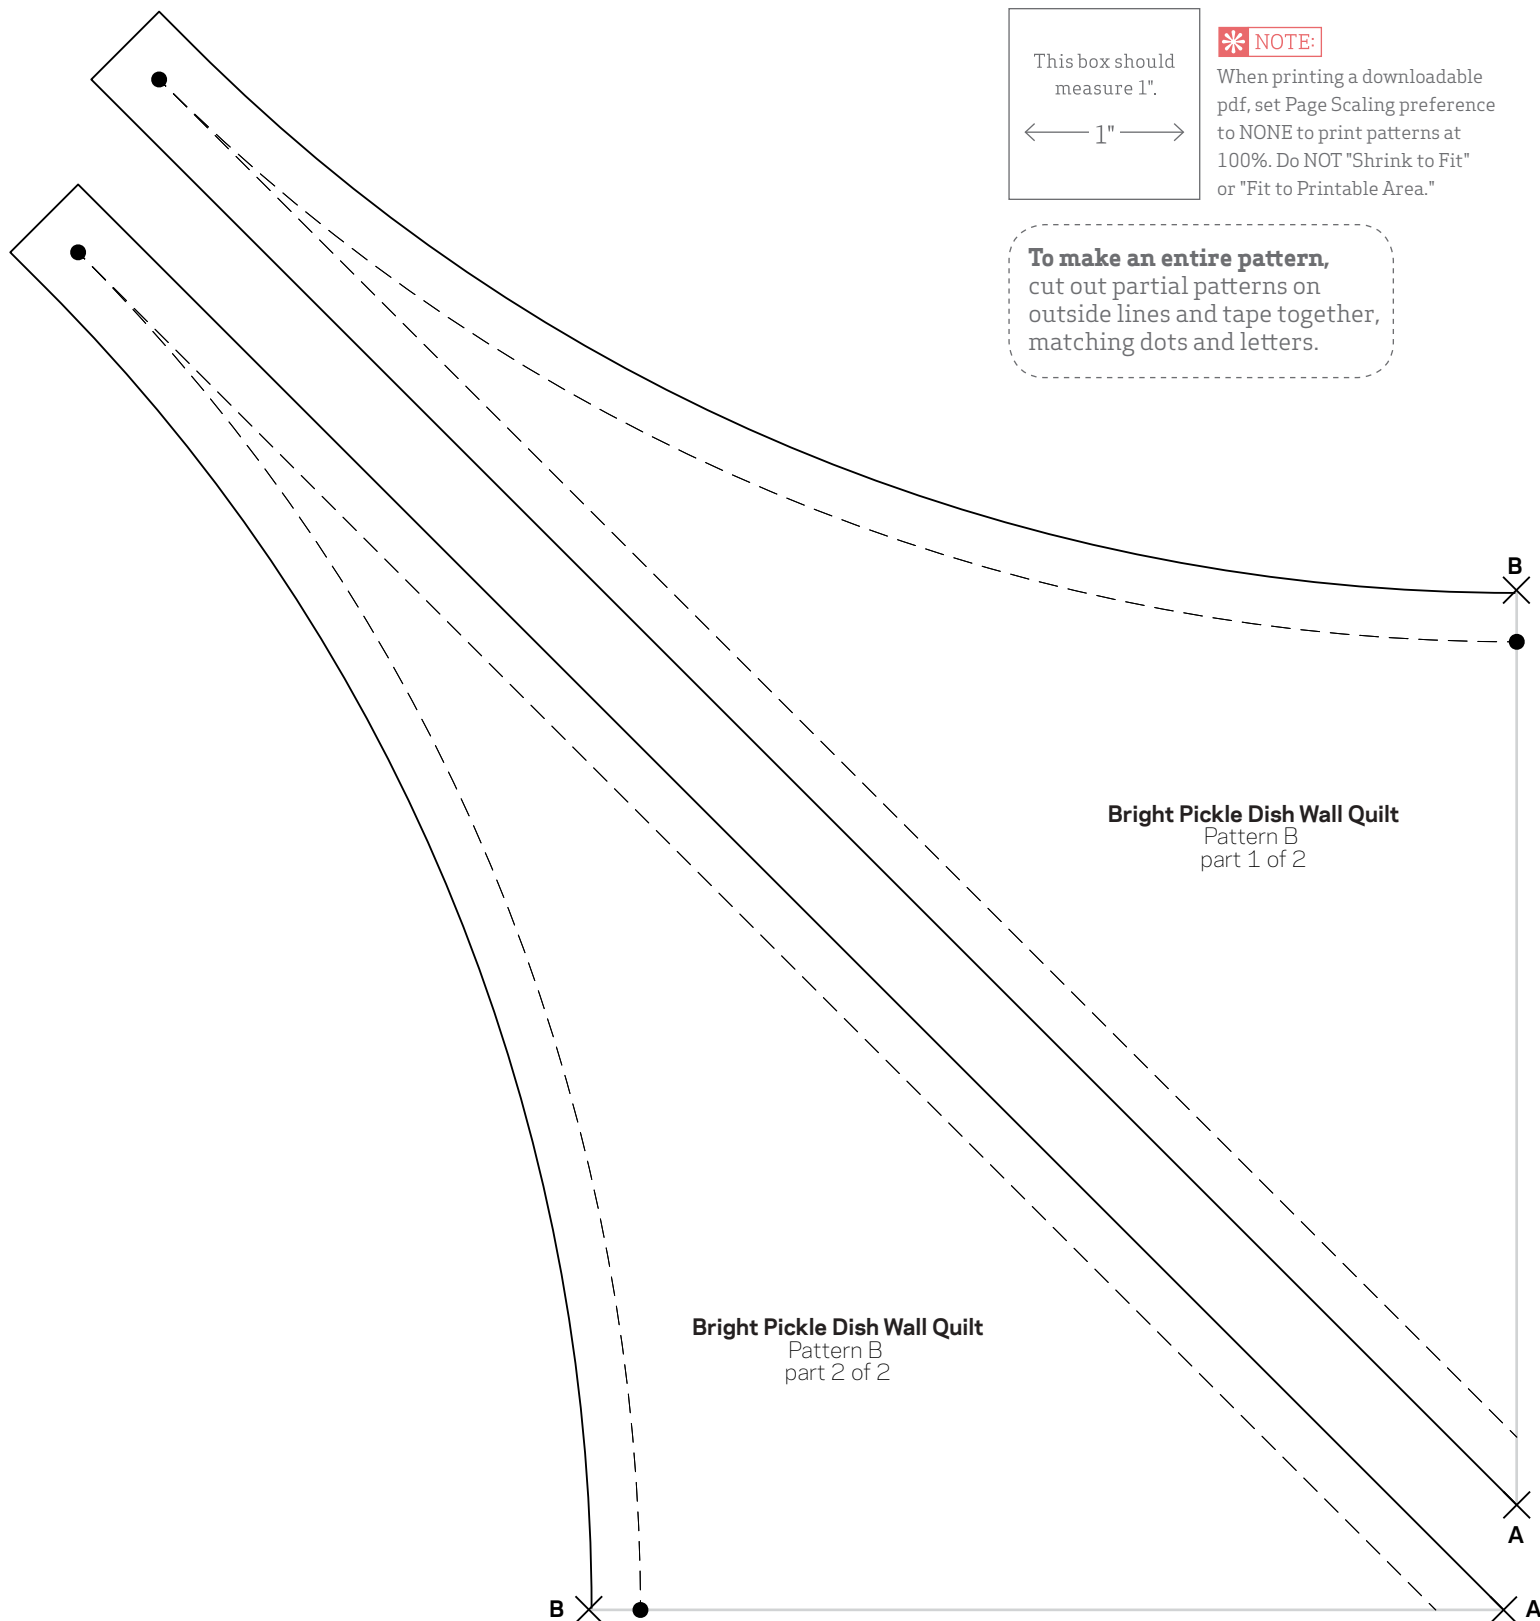 This box should
measure 1".
1"
NOTE:
When printing a downloadable
pdf, set Page Scaling preference
to NONE to print patterns at
100%. Do NOT "Shrink to Fit"
or "Fit to Printable Area."
To make an entire pattern,
cut out partial patterns on
outside lines and tape together,
matching dots and letters.
B
Bright Pickle Dish Wall Quilt
Pattern B
part 1 of 2
Bright Pickle Dish Wall Quilt
Pattern B
part 2 of 2
A
B
A